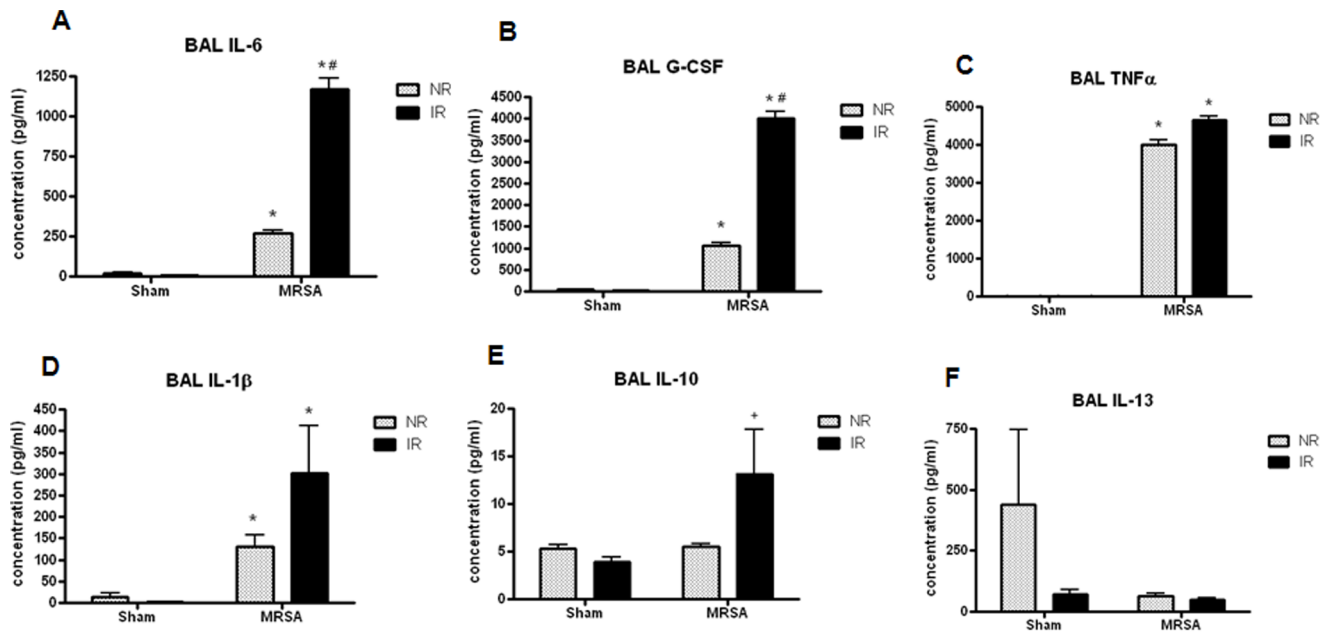 A
BAL IL-6
concentration (pg/ml)
1250
1000
750
500
250
0
*
*#
Sham
MRSA
NR
IR
B
BAL G-CSF
concentration (pg/ml)
4500
4000
3500
3000
2500
2000
1500
1000
500
0
*
*#
Sham
MRSA
NR
IR
C
BAL TNFα
concentration (pg/ml)
5000
4000
3000
2000
1000
0
*
*
Sham
MRSA
NR
IR
D
BAL IL-1β
concentration (pg/ml)
450
400
350
300
250
200
150
100
50
0
*
*
Sham
MRSA
NR
IR
E
BAL IL-10
concentration (pg/ml)
20
15
10
5
0
+
Sham
MRSA
NR
IR
F
BAL IL-13
concentration (pg/ml)
750
500
250
0
Sham
MRSA
NR
IR